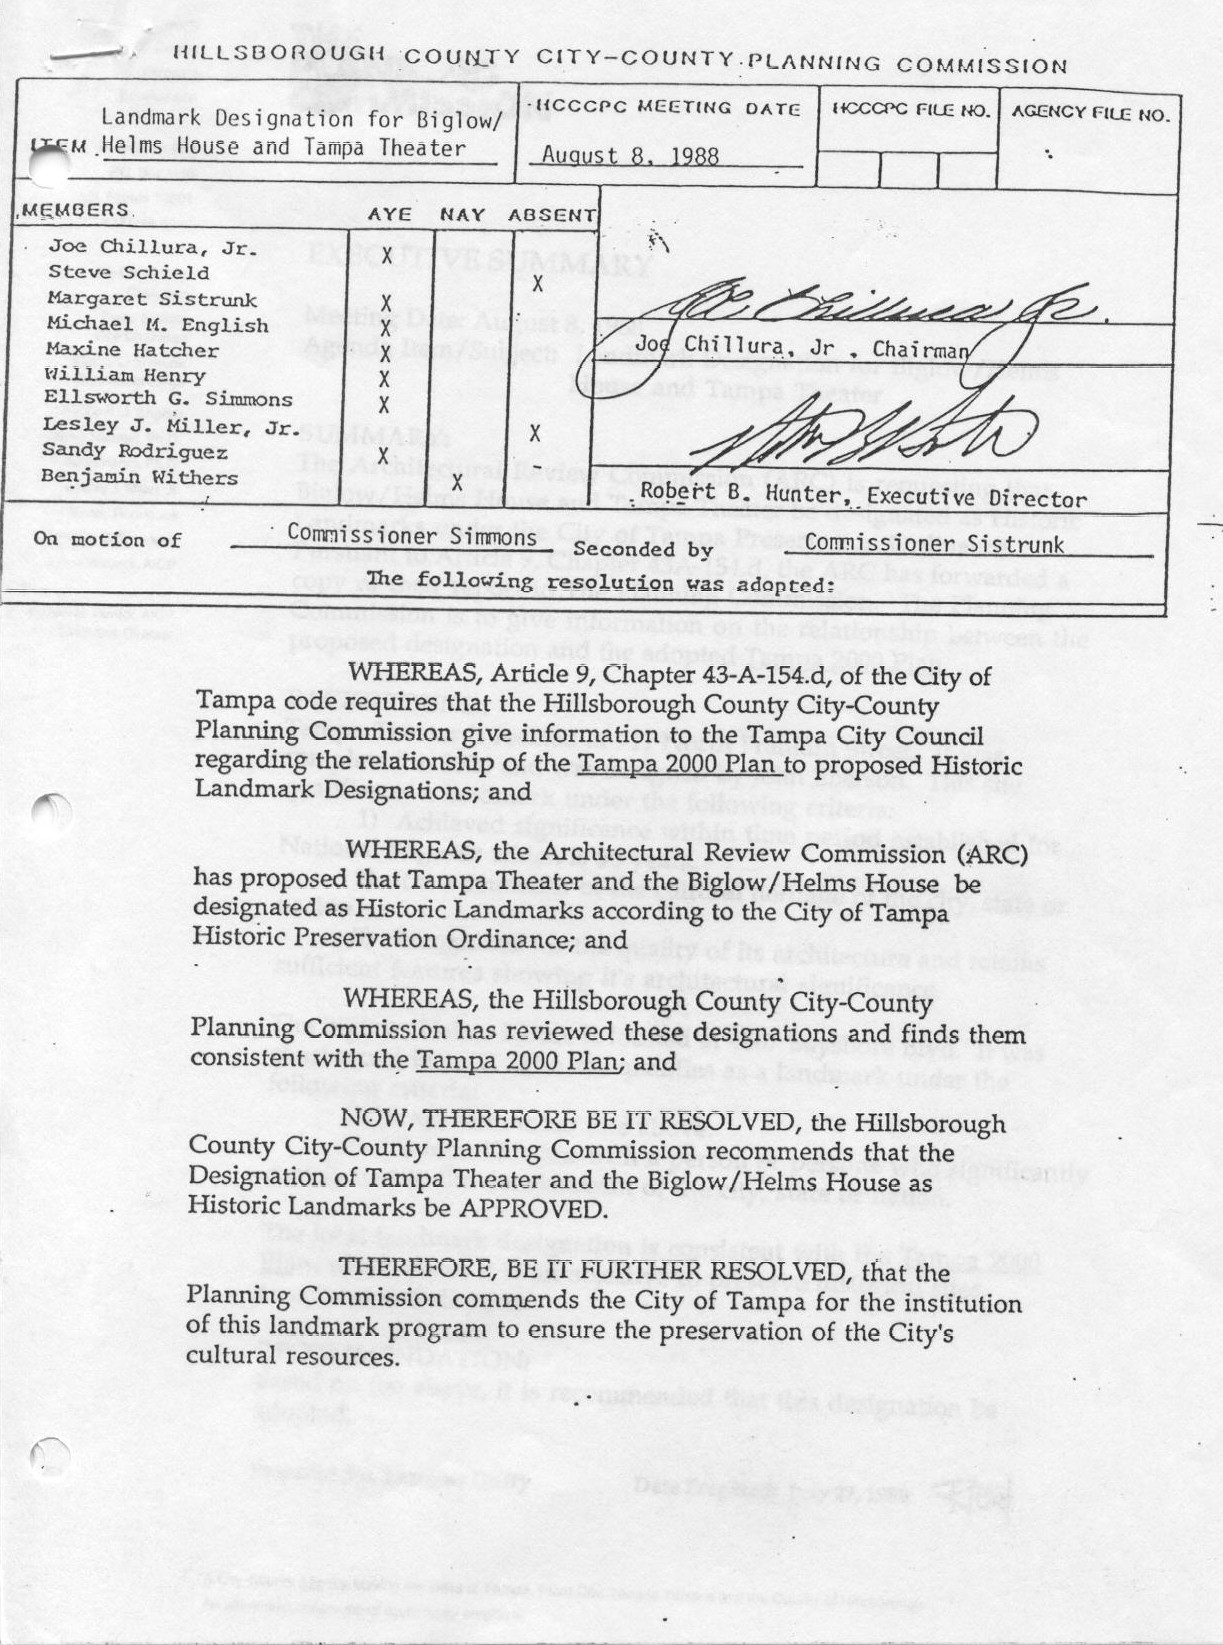 HILLSBOROUGH COUNTY CITY-COUNTY PLANNING COMMISSION
ITEM Landmark Designation for Biglow/
Helms House and Tampa Theater
HCCCPC MEETING DATE
August 8, 1988
HCCCPC FILE NO.
AGENCY FILE NO.
MEMBERS AYE NAY ABSENT
Joe Chillura, Jr. X
Steve Schield X
Margaret Sistrunk X
Michael M. English X
Maxine Hatcher X
William Henry X
Ellsworth G. Simmons X
Lesley J. Miller, Jr. X
Sandy Rodriguez X
Benjamin Withers X
Joe Chillura Jr.
Joe Chillura, Jr. Chairman
Robert B. Hunter, Executive Director
On motion of Commissioner Simmons Seconded by Commissioner Sistrunk
The following resolution was adopted:
WHEREAS, Article 9, Chapter 43-A-154.d, of the City of
Tampa code requires that the Hillsborough County City-County
Planning Commission give information to the Tampa City Council
regarding the relationship of the Tampa 2000 Plan to proposed Historic
Landmark Designations; and
WHEREAS, the Architectural Review Commission (ARC)
has proposed that Tampa Theater and the Biglow/Helms House be
designated as Historic Landmarks according to the City of Tampa
Historic Preservation Ordinance; and
WHEREAS, the Hillsborough County City-County
Planning Commission has reviewed these designations and finds them
consistent with the Tampa 2000 Plan; and
NOW, THEREFORE BE IT RESOLVED, the Hillsborough
County City-County Planning Commission recommends that the
Designation of Tampa Theater and the Biglow/Helms House as
Historic Landmarks be APPROVED.
THEREFORE, BE IT FURTHER RESOLVED, that the
Planning Commission commends the City of Tampa for the institution
of this landmark program to ensure the preservation of the City's
cultural resources.